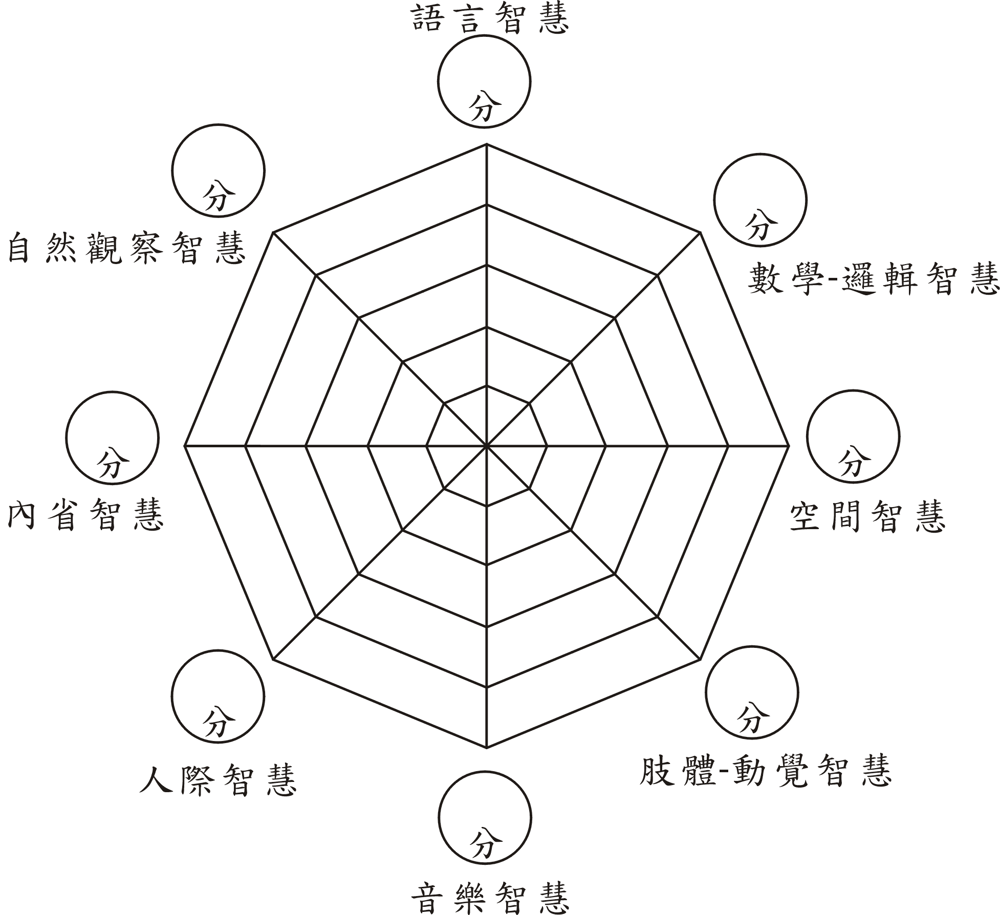 語言智慧
分
分
自然觀察智慧
分
數學-邏輯智慧
分
內省智慧
分
空間智慧
分
人際智慧
分
肢體-動覺智慧
分
音樂智慧